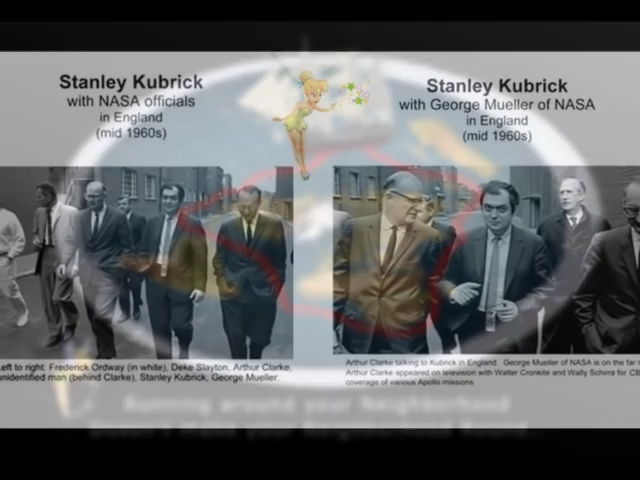 Stanley Kubrick
with NASA officials
in England
(mid 1960s)
Stanley Kubrick
with George Mueller of NASA
in England
(mid 1960s)
Left to right: Frederick Ordway (in white), Deke Slayton, Arthur Clarke,
unidentified man (behind Clarke), Stanley Kubrick, George Mueller.
Arthur Clarke talking to Kubrick in England George Mueller of NASA is on the far
Arthur Clarke appeared on television with Walter Cronkite and Wally Schirra for
coverage of various Apollo missions